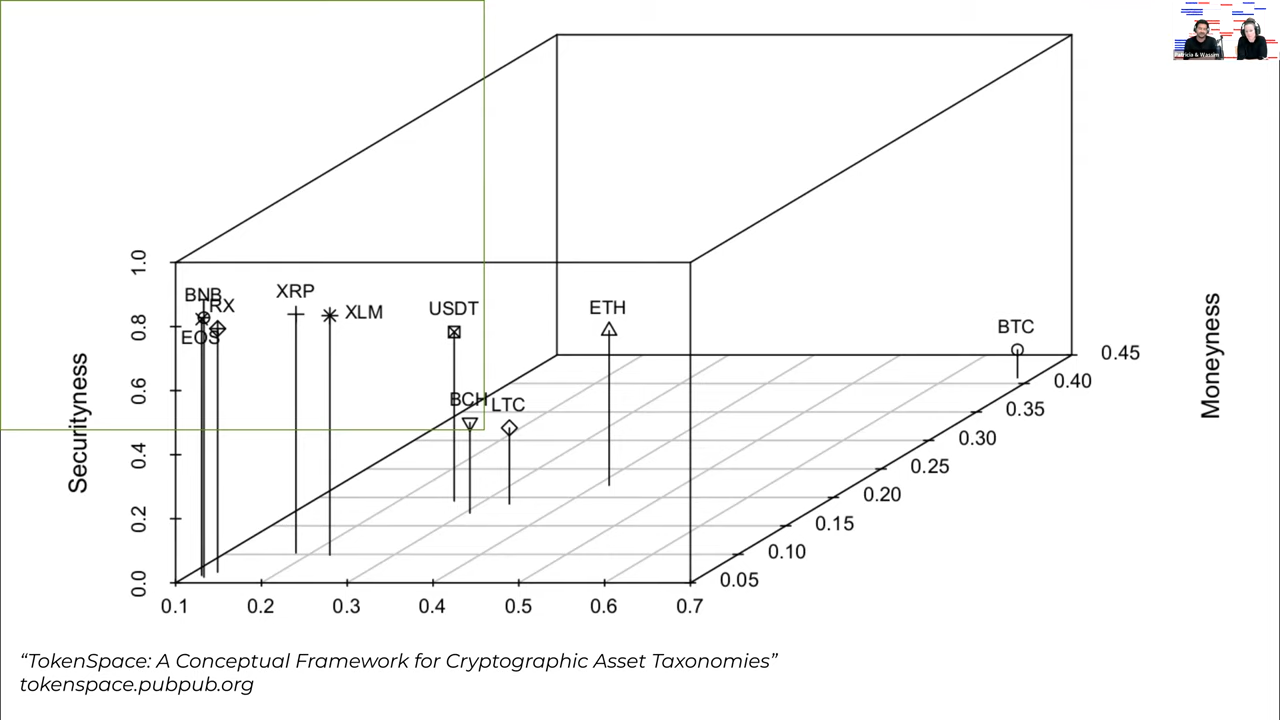 Patricia & Wassim
1.0
BNB
RX
XRP
XLM
USDT
ETH
BTC
0.8
EOS
0.45
Securityness
Moneyness
0.6
BCH
LTC
0.40
0.35
0.4
0.30
0.25
0.2
0.20
0.15
0.10
0.0
0.05
0.1
0.2
0.3
0.4
0.5
0.6
0.7
“TokenSpace: A Conceptual Framework for Cryptographic Asset Taxonomies”
tokenspace.pubpub.org